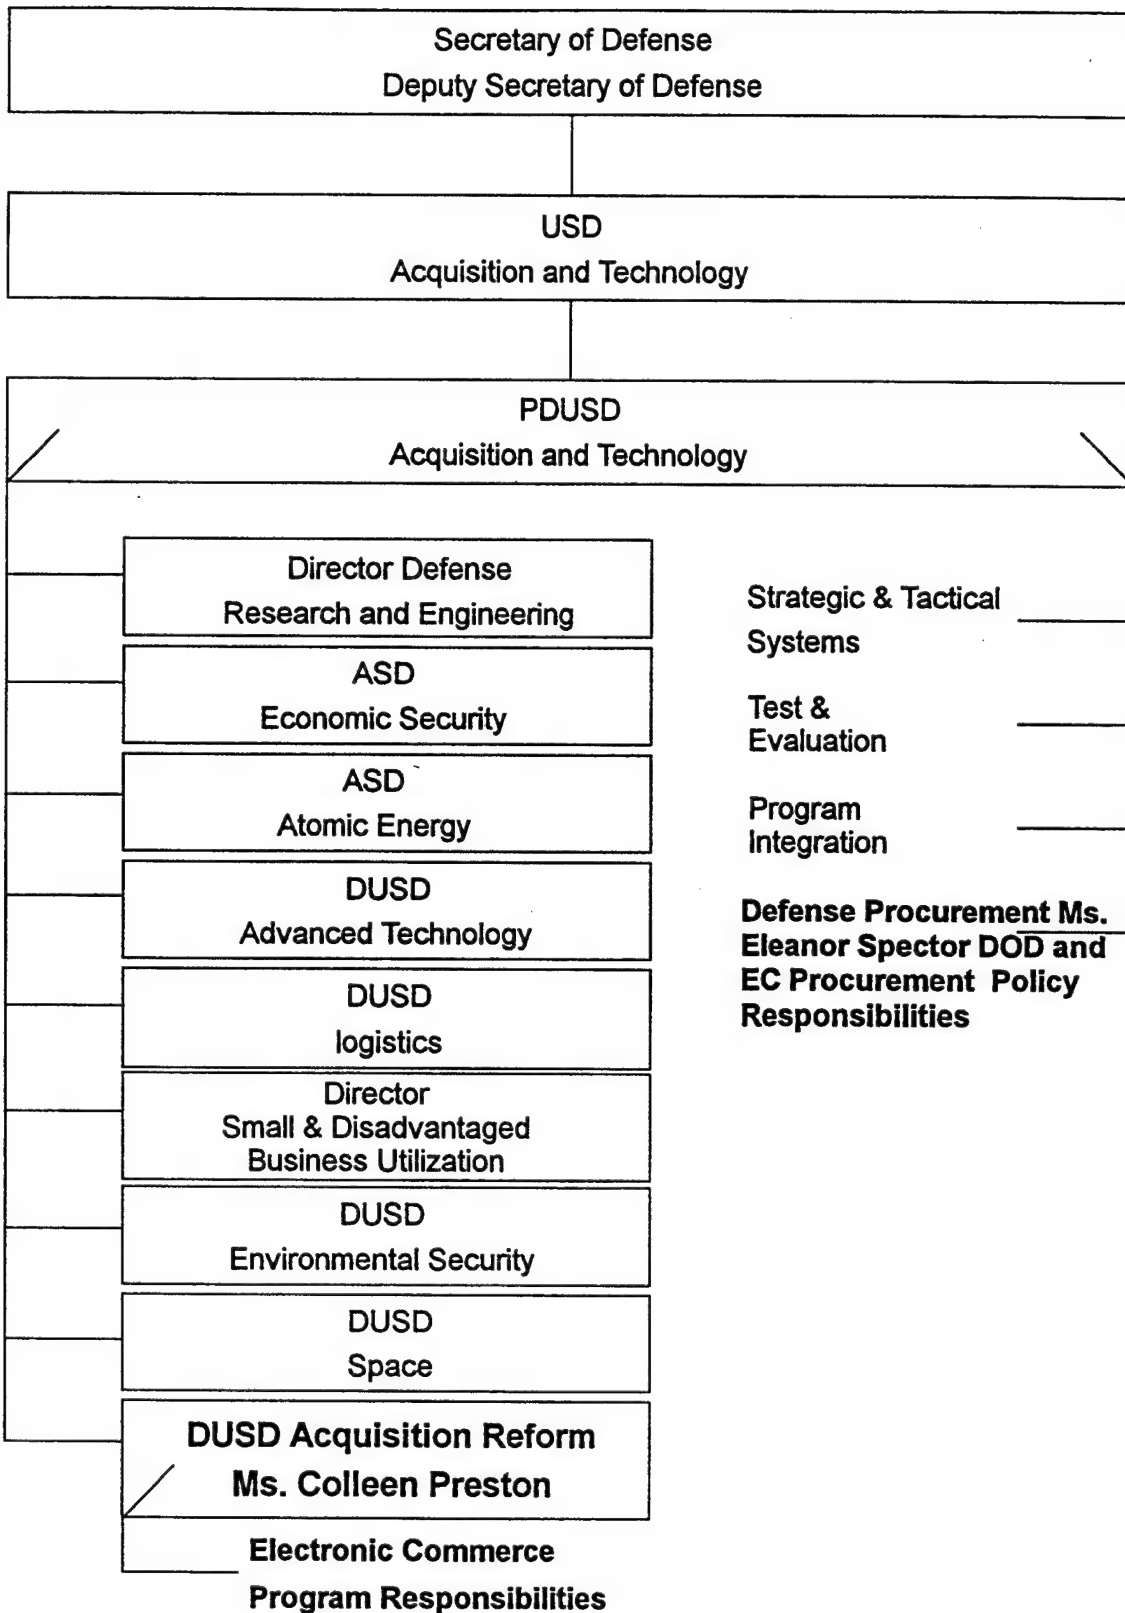 Secretary of Defense
Deputy Secretary of Defense
USD
Acquisition and Technology
PDUSD
Acquisition and Technology
Director Defense
Research and Engineering
ASD
Economic Security
ASD
Atomic Energy
DUSD
Advanced Technology
DUSD
logistics
Director
Small & Disadvantaged
Business Utilization
DUSD
Environmental Security
DUSD
Space
DUSD Acquisition Reform
Ms. Colleen Preston
Electronic Commerce
Program Responsibilities
Strategic & Tactical
Systems
Test &
Evaluation
Program
Integration
Defense Procurement Ms.
Eleanor Spector DOD and
EC Procurement Policy
Responsibilities